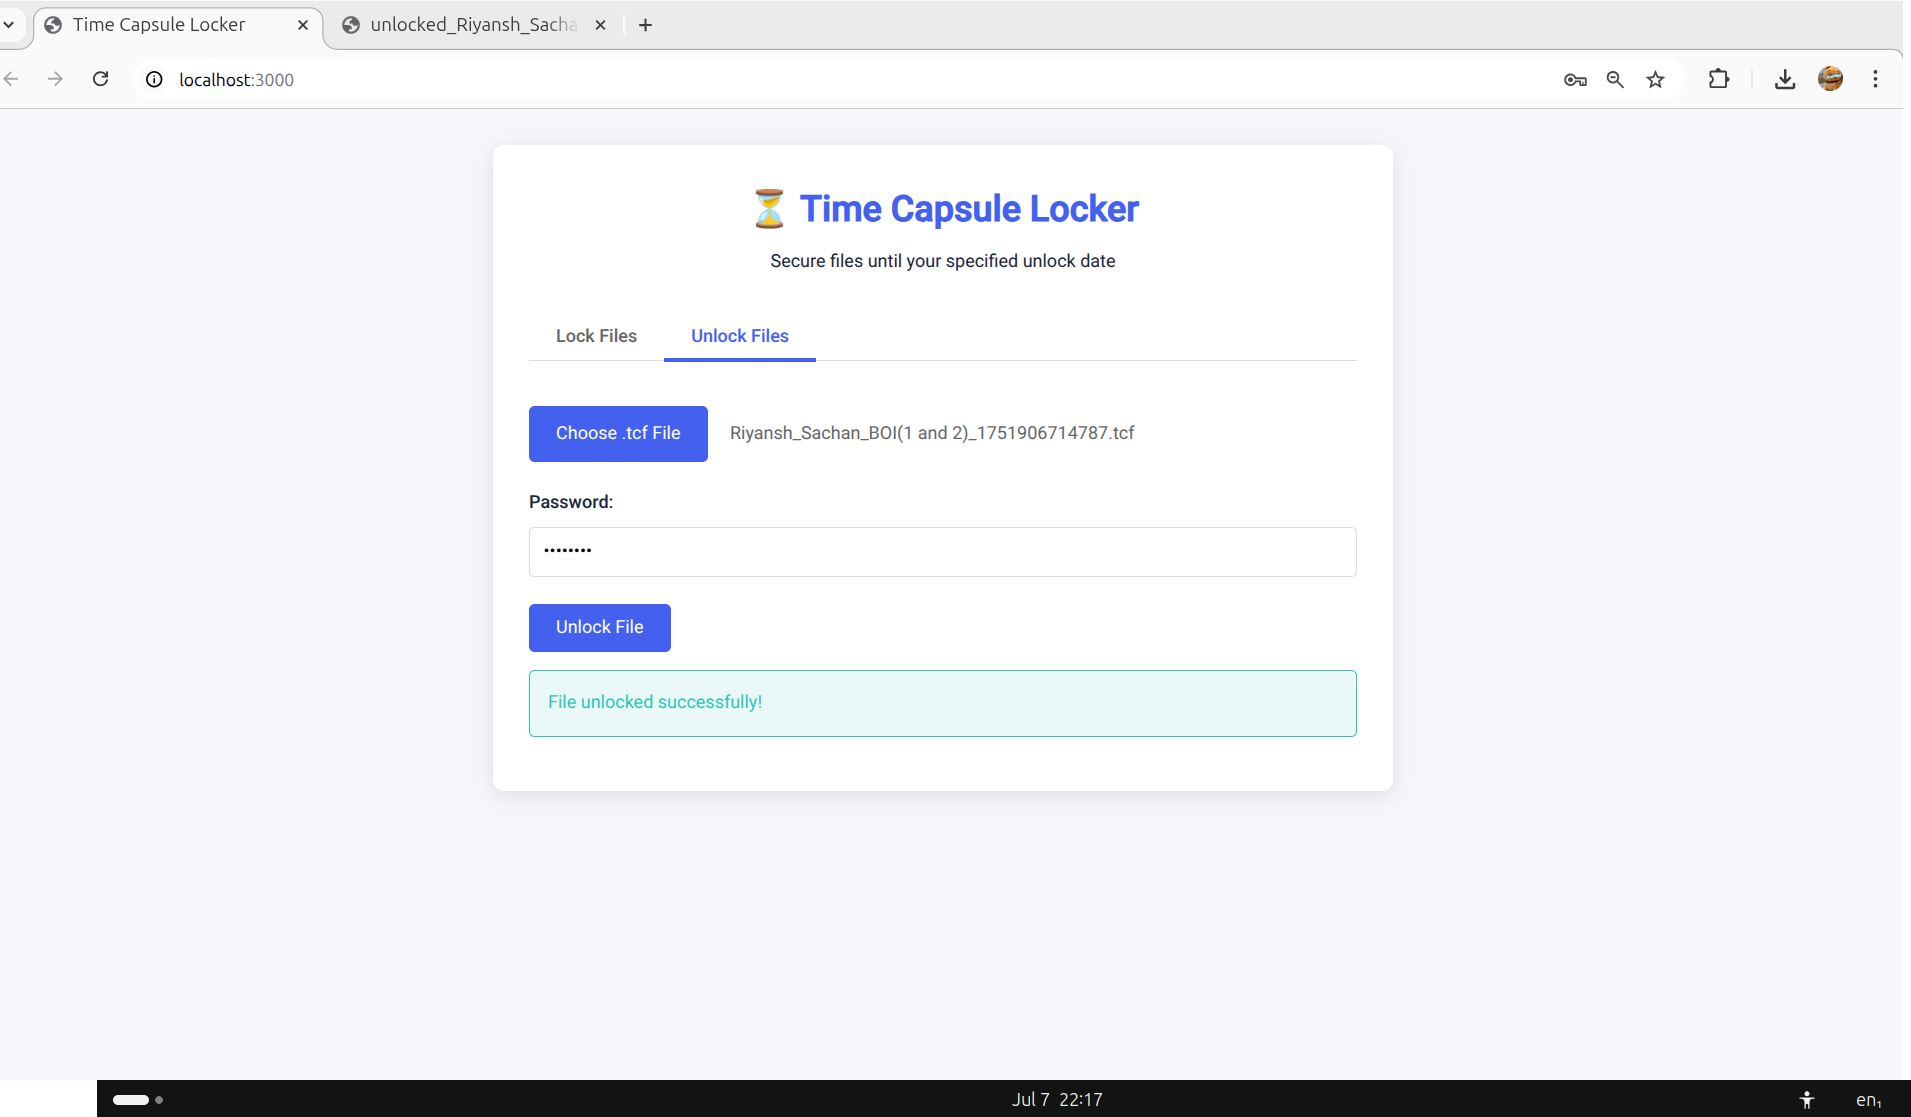 Time Capsule Locker
unlocked_Riyansh_Sacha
localhost:3000
Time Capsule Locker
Secure files until your specified unlock date
Lock Files
Unlock Files
Choose .tcf File
Riyansh_Sachan_BOI(1 and 2)_1751906714787.tcf
Password:
••••••••
Unlock File
File unlocked successfully!
Jul 7 22:17
en₁